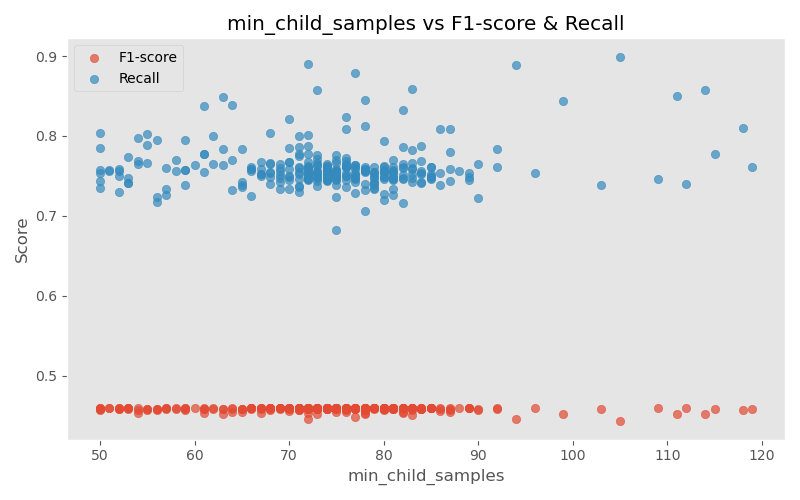 min_child_samples vs F1-score & Recall
F1-score
Recall
Score
0.9
0.8
0.7
0.6
0.5
50 60 70 80 90 100 110 120
min_child_samples